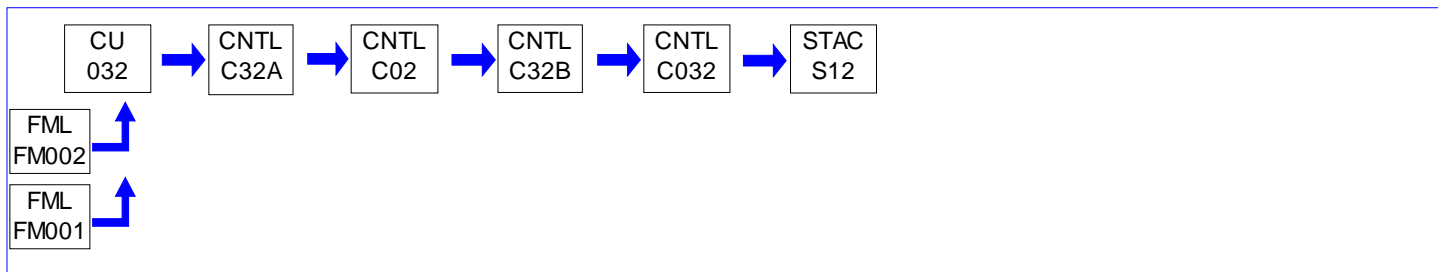 CU
032
CNTL
C32A
CNTL
C02
CNTL
C32B
CNTL
C032
STAC
S12
FML
FM002
FML
FM001